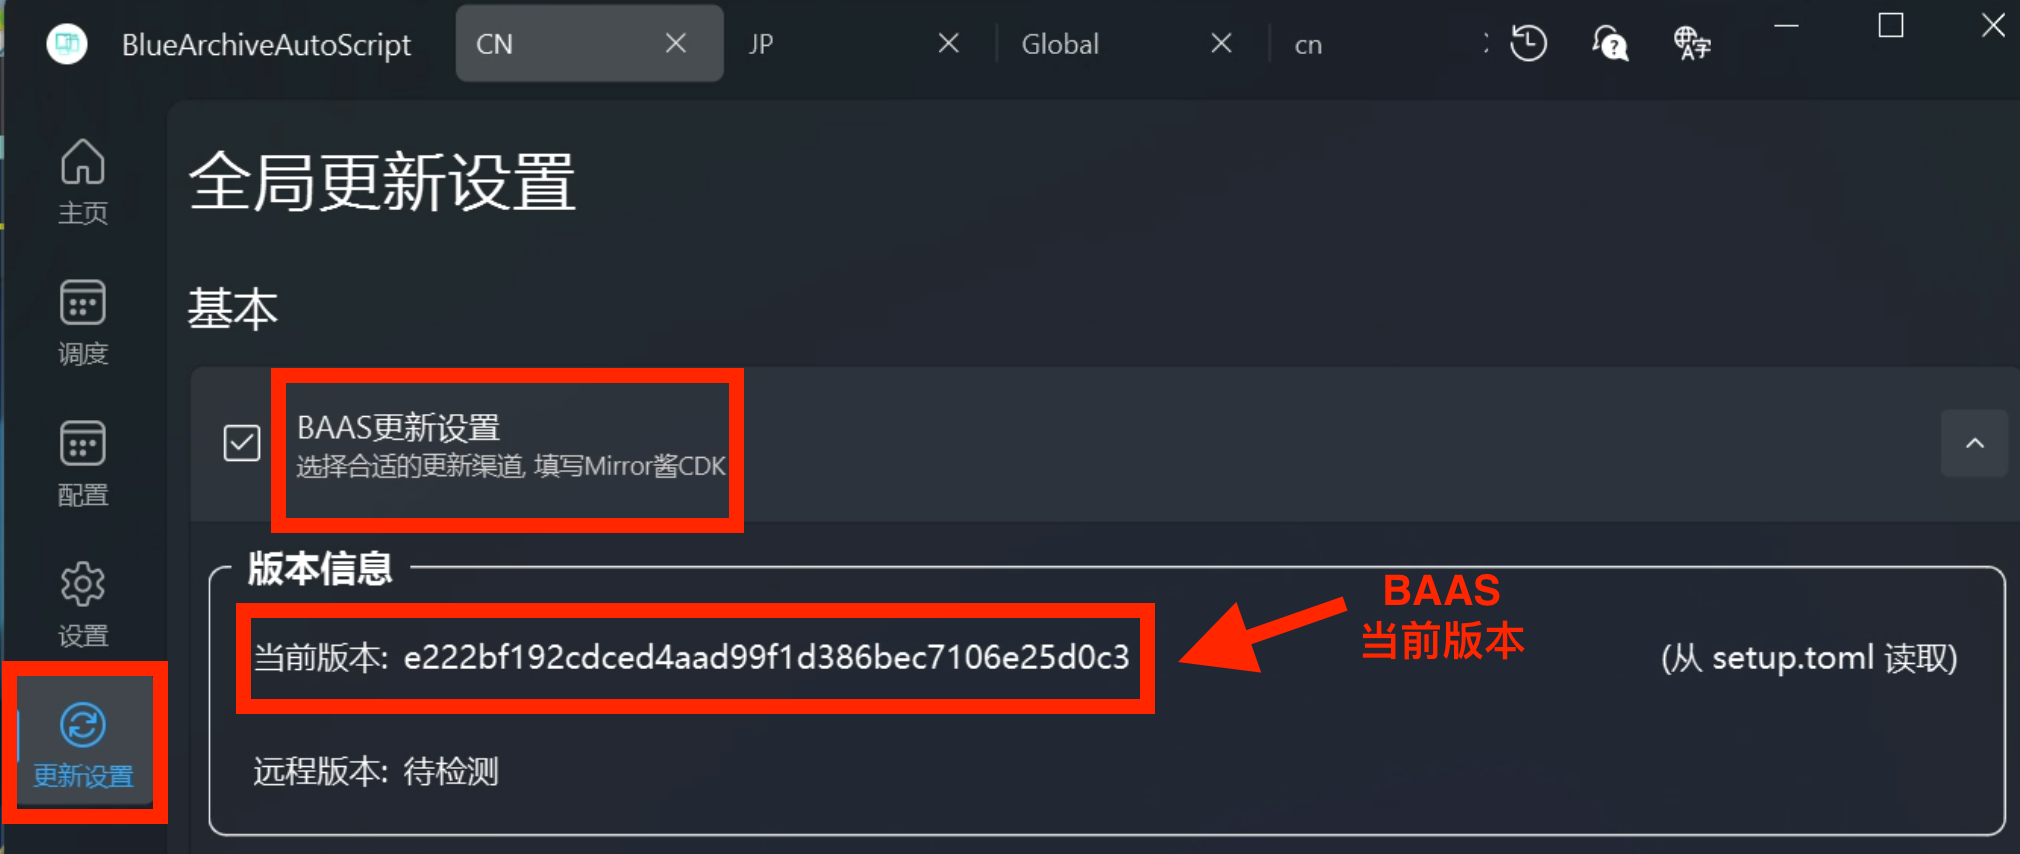 BlueArchiveAutoScript
CN
JP
Global
cn
主页
调度
配置
设置
更新设置
全局更新设置
基本
BAAS更新设置
选择合适的更新渠道, 填写Mirror酱CDK
版本信息
当前版本: e222bf192cdced4aad99f1d386bec7106e25d0c3
(从 setup.toml 读取)
BAAS
当前版本
远程版本: 待检测